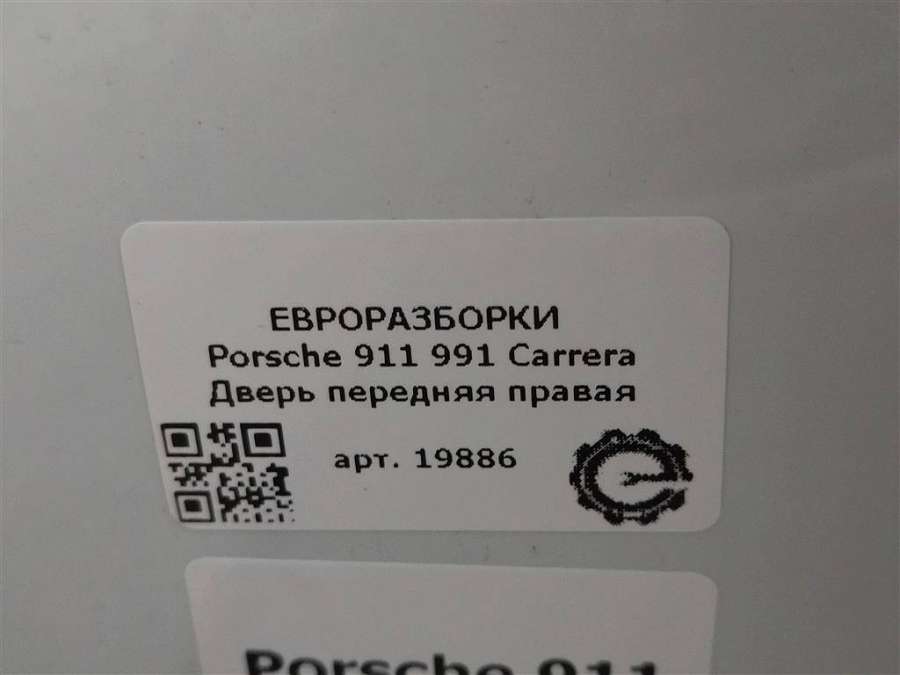 ЕВРОРАЗБОРКИ
Porsche 911 991 Carrera
Дверь передняя правая
арт. 19886
Porsche 911